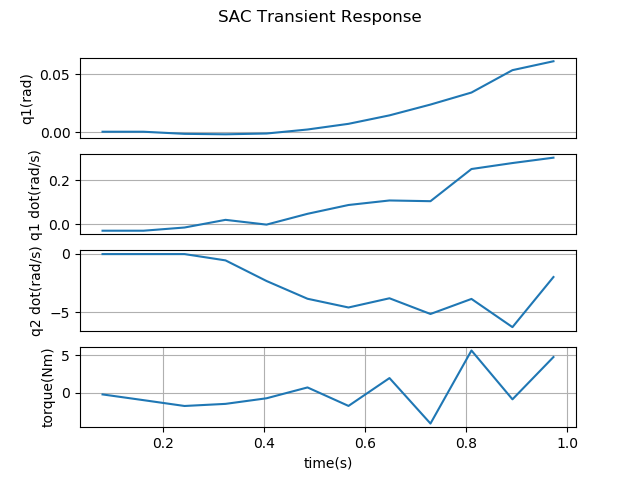 SAC Transient Response
0.05
0.00
q1(rad)
0.2
0.0
q1 dot(rad/s)
0
−5
q2 dot(rad/s)
5
0
torque(Nm)
0.2 0.4 0.6 0.8 1.0
time(s)